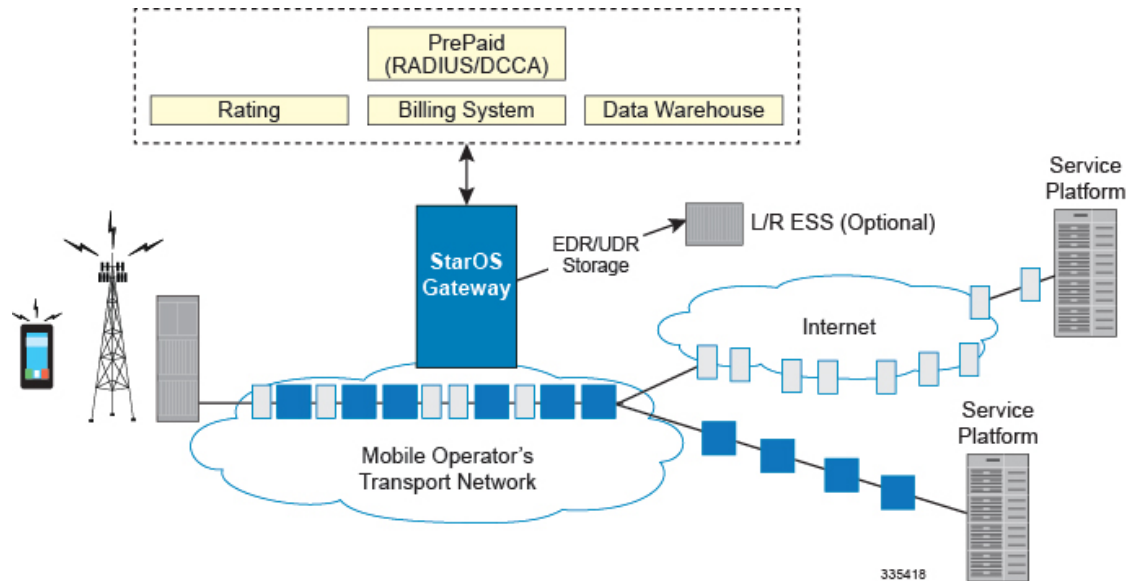 PrePaid
(RADIUS/DCCA)
Rating
Billing System
Data Warehouse
Service
Platform
L/R ESS (Optional)
EDR/UDR
Storage
StarOS
Gateway
Internet
Mobile Operator's
Transport Network
Service
Platform
335418